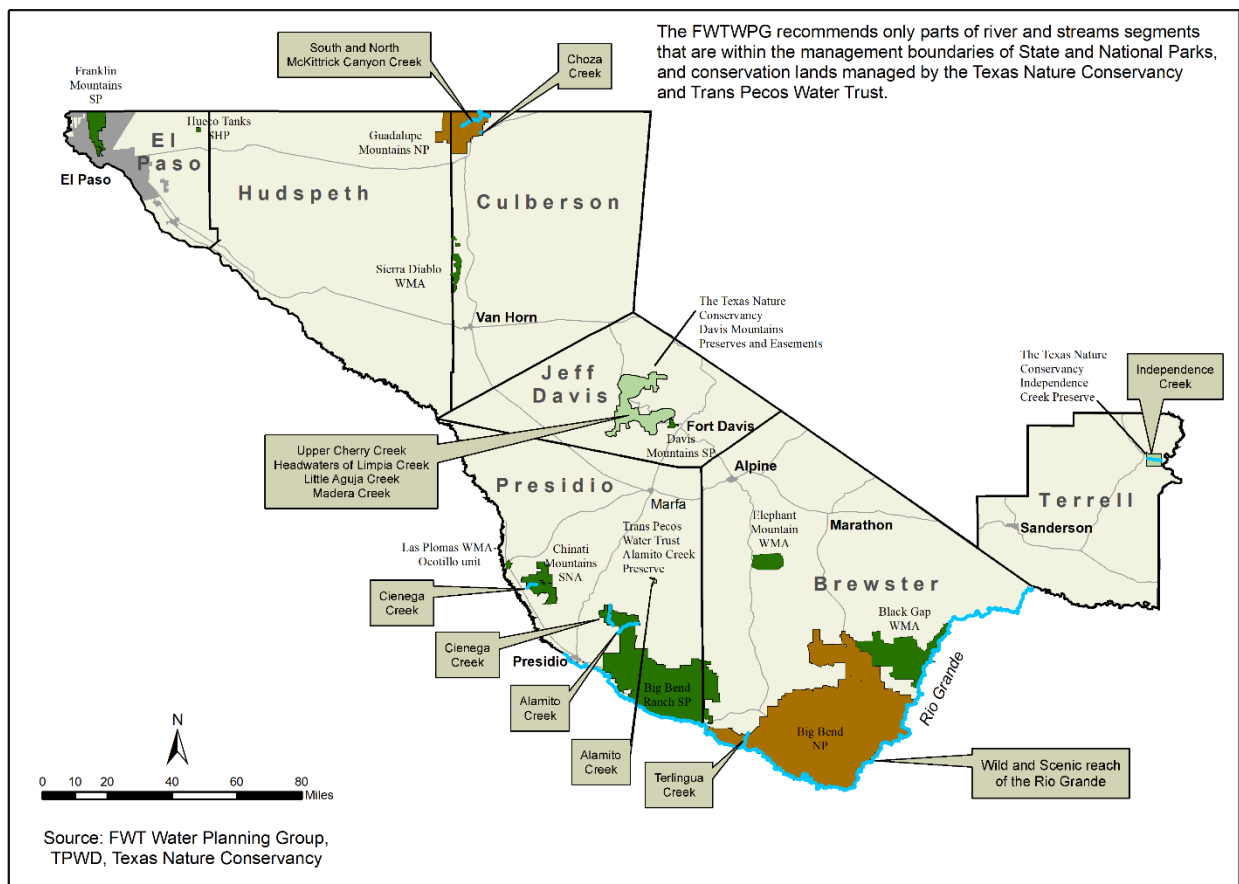 The FWTWPG recommends only parts of river and streams segments
that are within the management boundaries of State and National Parks,
and conservation lands managed by the Texas Nature Conservancy
and Trans Pecos Water Trust.
South and North
McKittrick Canyon Creek
Choza
Creek
Franklin
Mountains
SP
Hueco Tanks
SHP
El
Paso
El Paso
Guadalupe
Mountains NP
Hudspeth
Culberson
Sierra Diablo
WMA
Van Horn
The Texas Nature
Conservancy
Davis Mountains
Preserves and Easements
Jeff
Davis
Fort Davis
Davis
Mountains SP
The Texas Nature
Conservancy
Independence
Creek Preserve
Independence
Creek
Upper Cherry Creek
Headwaters of Limpia Creek
Little Aguja Creek
Madera Creek
Presidio
Alpine
Marfa
Terrell
Sanderson
Marathon
Elephant
Mountain
WMA
Trans Pecos
Water Trust
Alamito Creek
Preserve
Las Plomas WMA-
Ocotillo unit
Chinati
Mountains
SNA
Brewster
Cienega
Creek
Black Gap
WMA
Cienega
Creek
Presidio
Alamito
Creek
Big Bend
Ranch SP
Rio Grande
Big Bend
NP
Alamito
Creek
Terlingua
Creek
Wild and Scenic reach
of the Rio Grande
N
0 20 40 60 80
Miles
Source: FWT Water Planning Group,
TPWD, Texas Nature Conservancy